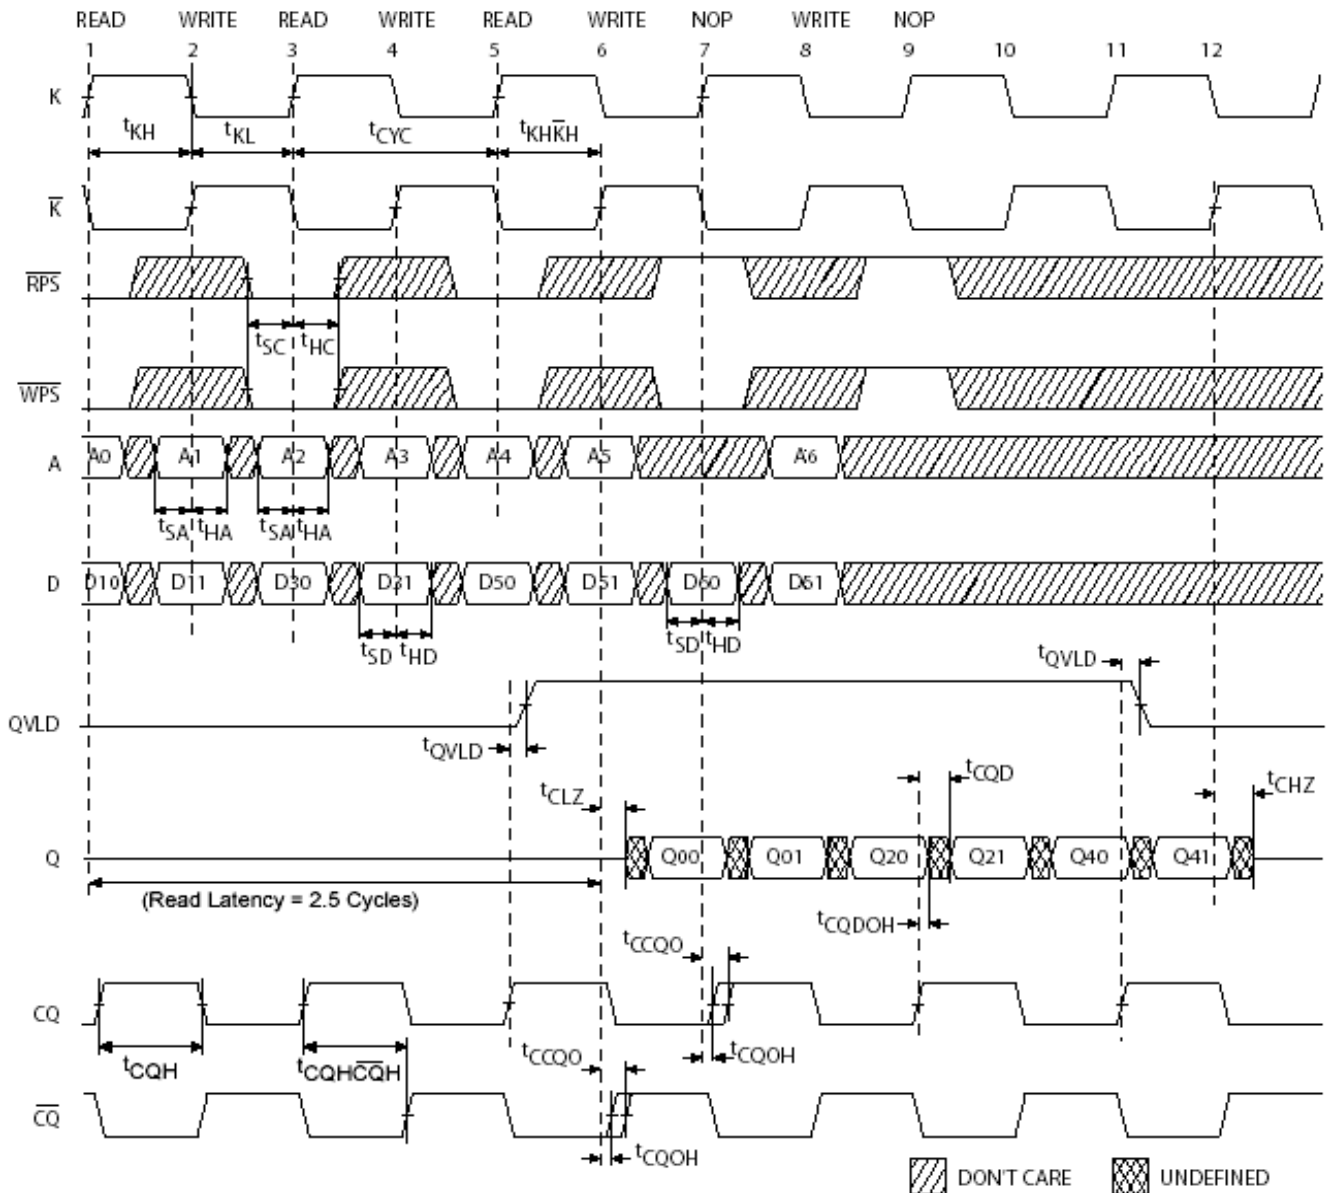 READ WRITE READ WRITE READ WRITE NOP WRITE NOP
1 2 3 4 5 6 7 8 9 10 11 12
K
tKH tKL tCYC tKHK̅H
K̅
R̅P̅S̅
tSC tHC
W̅P̅S̅
A A0 A1 A2 A3 A4 A5 A6
tSA tHA tSA tHA
D D10 D11 D30 D31 D50 D51 D60 D61
tSD tHD tSD tHD
tQVLD
QVLD
tQVLD
tCQD
tCLZ tCHZ
Q Q00 Q01 Q20 Q21 Q40 Q41
(Read Latency = 2.5 Cycles)
tCQDOH
tCCQO
CQ
tCQH tCQHC̅Q̅H tCCQO tCQOH
C̅Q̅
tCQOH
DON'T CARE UNDEFINED